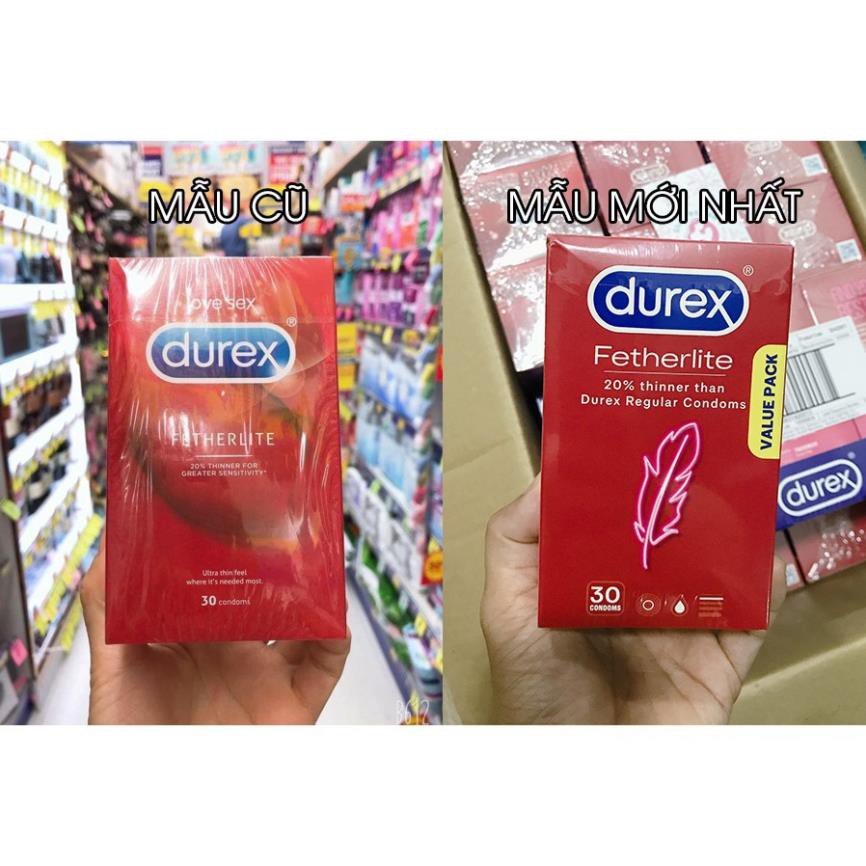 MẪU CŨ
love sex
durex®
FETHERLITE
20% THINNER FOR
GREATER SENSITIVITY*
Ultra thin feel
where it's needed most.
30 condoms
B612
MẪU MỚI NHẤT
durex®
Fetherlite
20% thinner than
Durex Regular Condoms
VALUE PACK
30
CONDOMS
durex